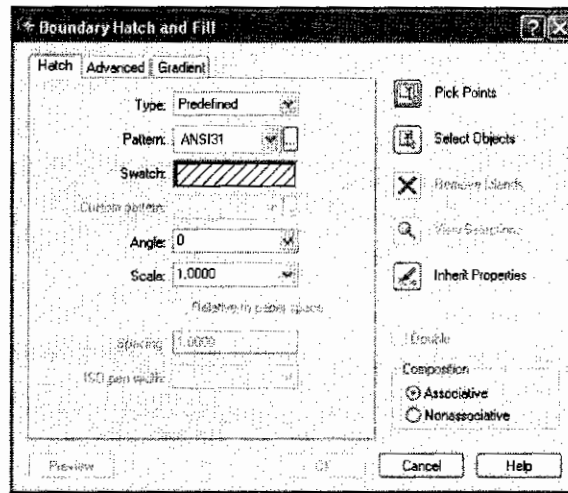 Boundary Hatch and Fill
Hatch Advanced Gradient
Type: Predefined
Pattern: ANSI31
Swatch:
Custom pattern:
Angle: 0
Scale: 1.0000
Relative to paper space
Spacing: 1.0000
ISO pen width:
Preview
Pick Points
Select Objects
Remove Islands
View Selections
Inherit Properties
Double
Composition
Associative
Nonassociative
OK
Cancel
Help